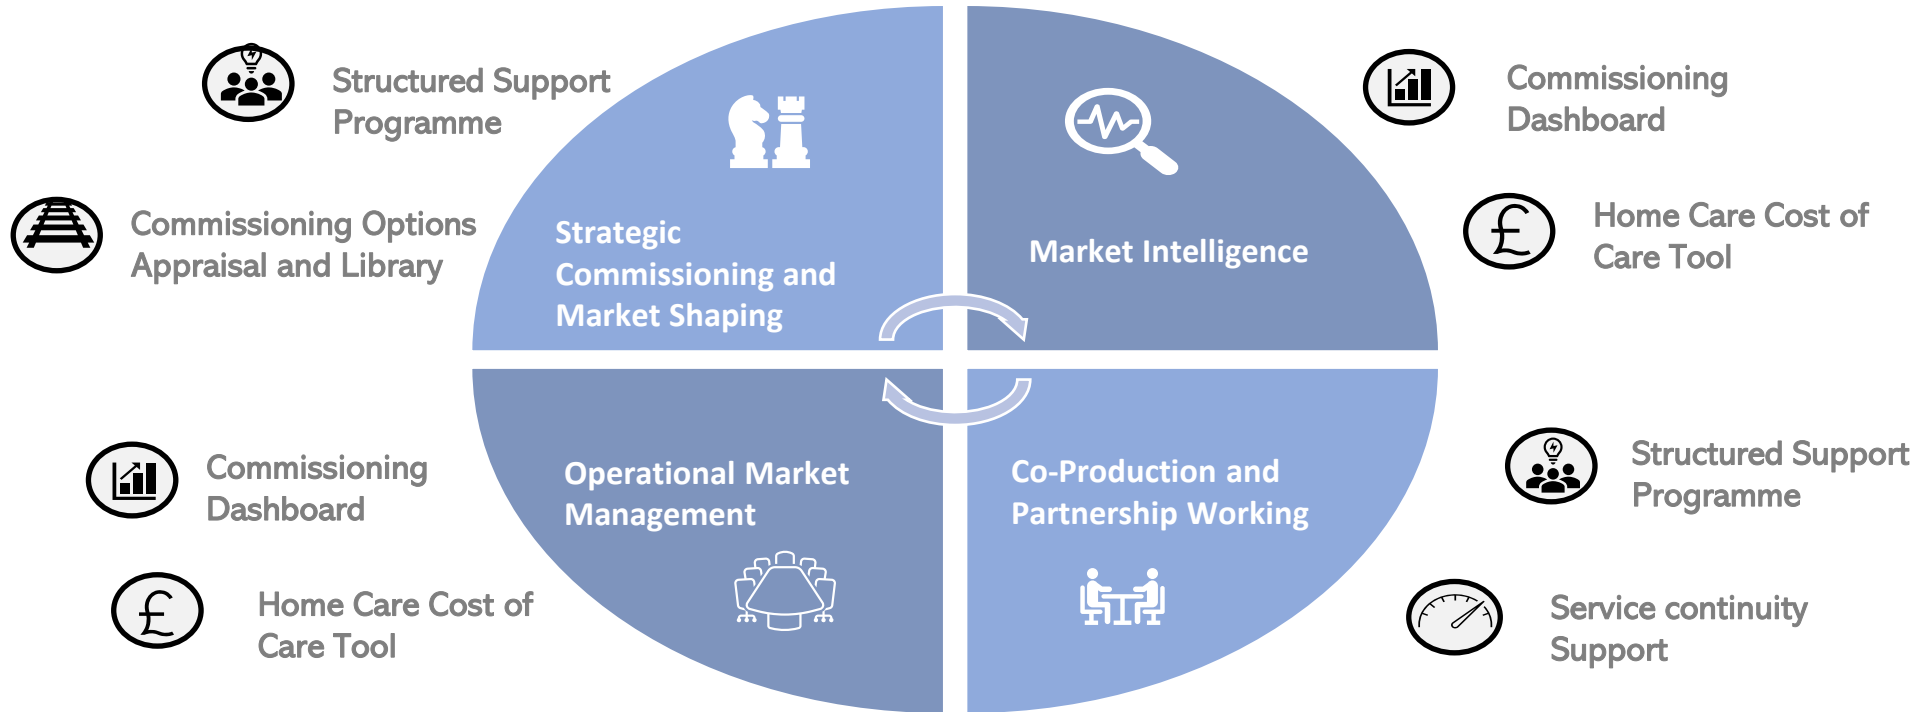 Structured Support
Programme
Commissioning Options
Appraisal and Library
Strategic
Commissioning and
Market Shaping
Market Intelligence
Commissioning
Dashboard
Home Care Cost of
Care Tool
Commissioning
Dashboard
Home Care Cost of
Care Tool
Operational Market
Management
Co-Production and
Partnership Working
Structured Support
Programme
Service continuity
Support
£
£